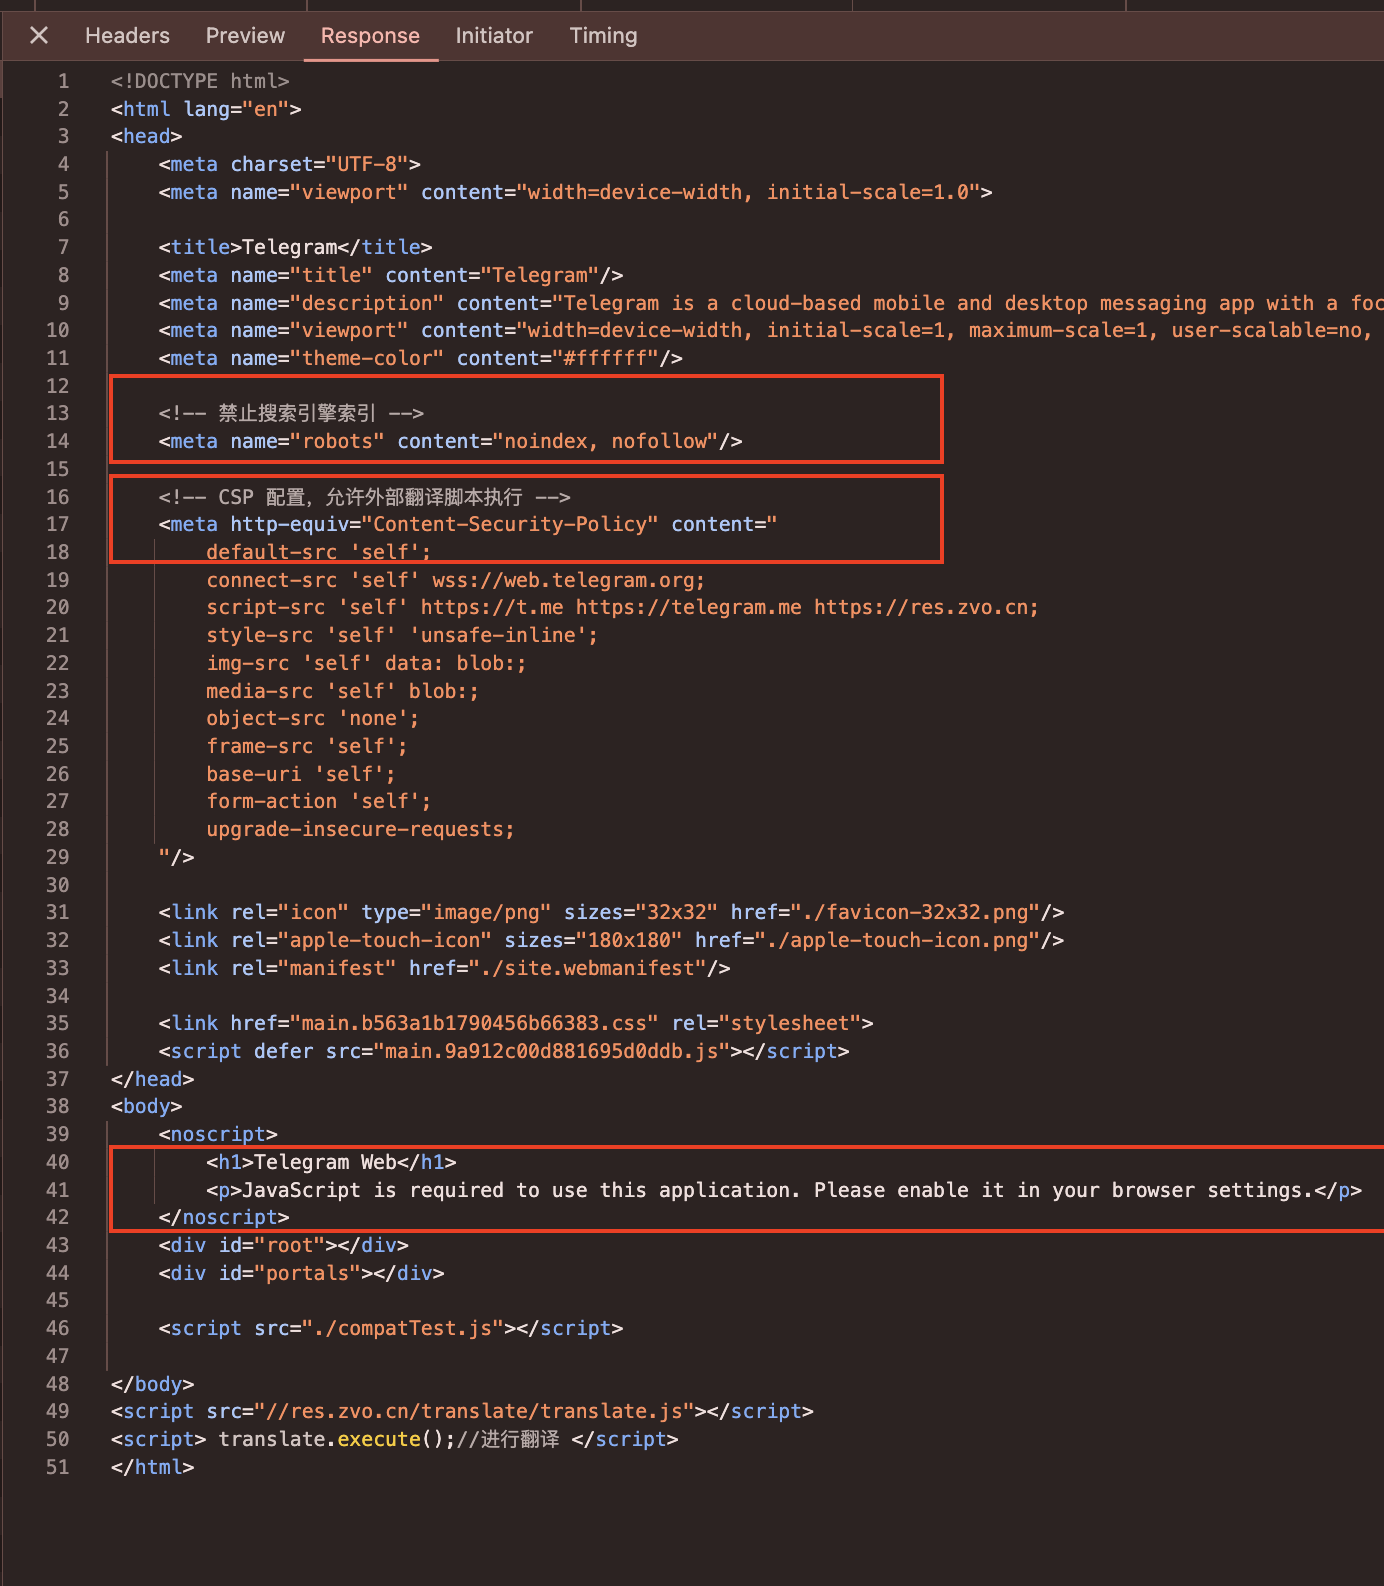 Headers Preview Response Initiator Timing
1 <!DOCTYPE html>
2 <html lang="en">
3 <head>
4 <meta charset="UTF-8">
5 <meta name="viewport" content="width=device-width, initial-scale=1.0">
6
7 <title>Telegram</title>
8 <meta name="title" content="Telegram"/>
9 <meta name="description" content="Telegram is a cloud-based mobile and desktop messaging app with a foc
10 <meta name="viewport" content="width=device-width, initial-scale=1, maximum-scale=1, user-scalable=no,
11 <meta name="theme-color" content="#ffffff"/>
12
13 <!-- 禁止搜索引擎索引 -->
14 <meta name="robots" content="noindex, nofollow"/>
15
16 <!-- CSP 配置，允许外部翻译脚本执行 -->
17 <meta http-equiv="Content-Security-Policy" content="
18 default-src 'self';
19 connect-src 'self' wss://web.telegram.org;
20 script-src 'self' https://t.me https://telegram.me https://res.zvo.cn;
21 style-src 'self' 'unsafe-inline';
22 img-src 'self' data: blob:;
23 media-src 'self' blob:;
24 object-src 'none';
25 frame-src 'self';
26 base-uri 'self';
27 form-action 'self';
28 upgrade-insecure-requests;
29 "/>
30
31 <link rel="icon" type="image/png" sizes="32x32" href="./favicon-32x32.png"/>
32 <link rel="apple-touch-icon" sizes="180x180" href="./apple-touch-icon.png"/>
33 <link rel="manifest" href="./site.webmanifest"/>
34
35 <link href="main.b563a1b1790456b66383.css" rel="stylesheet">
36 <script defer src="main.9a912c00d881695d0ddb.js"></script>
37 </head>
38 <body>
39 <noscript>
40 <h1>Telegram Web</h1>
41 <p>JavaScript is required to use this application. Please enable it in your browser settings.</p>
42 </noscript>
43 <div id="root"></div>
44 <div id="portals"></div>
45
46 <script src="./compatTest.js"></script>
47
48 </body>
49 <script src="//res.zvo.cn/translate/translate.js"></script>
50 <script> translate.execute();//进行翻译 </script>
51 </html>